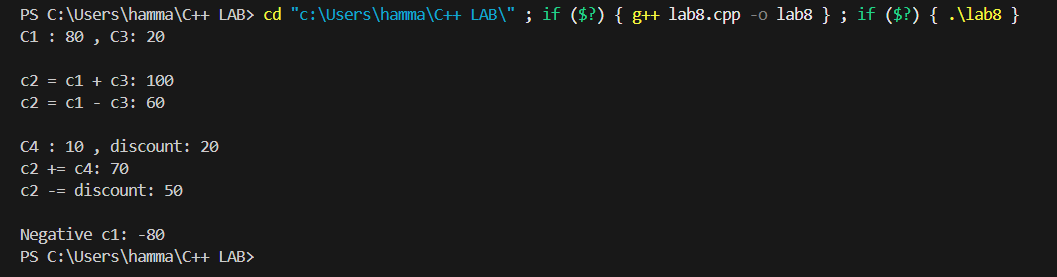 PS C:\Users\hamma\C++ LAB> cd "c:\Users\hamma\C++ LAB\" ; if ($?) { g++ lab8.cpp -o lab8 } ; if ($?) { .\lab8 }
C1 : 80 , C3: 20
c2 = c1 + c3: 100
c2 = c1 - c3: 60
C4 : 10 , discount: 20
c2 += c4: 70
c2 -= discount: 50
Negative c1: -80
PS C:\Users\hamma\C++ LAB>